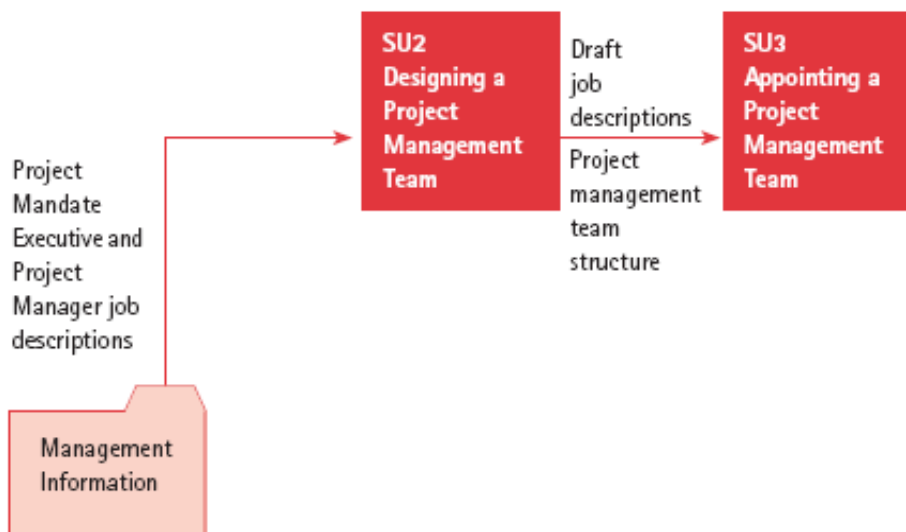 SU2
Designing a
Project
Management
Team
Draft
job
descriptions
Project
management
team
structure
SU3
Appointing a
Project
Management
Team
Project
Mandate
Executive and
Project
Manager job
descriptions
Management
Information